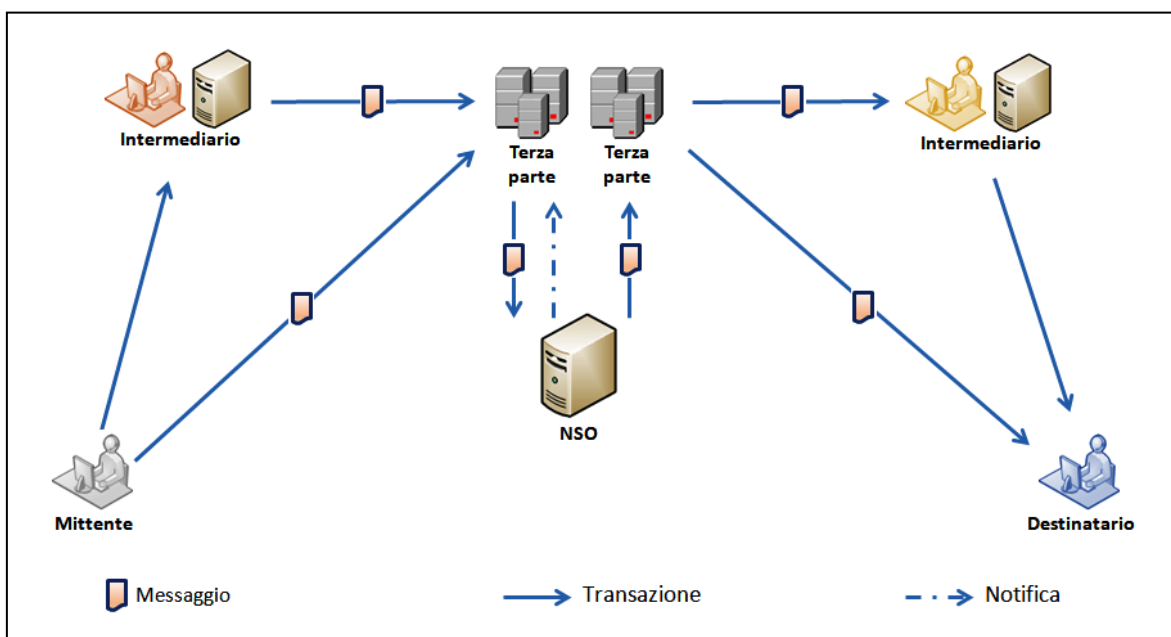 Intermediario
Terza
parte
Terza
parte
Intermediario
NSO
Mittente
Destinatario
Messaggio
Transazione
Notifica